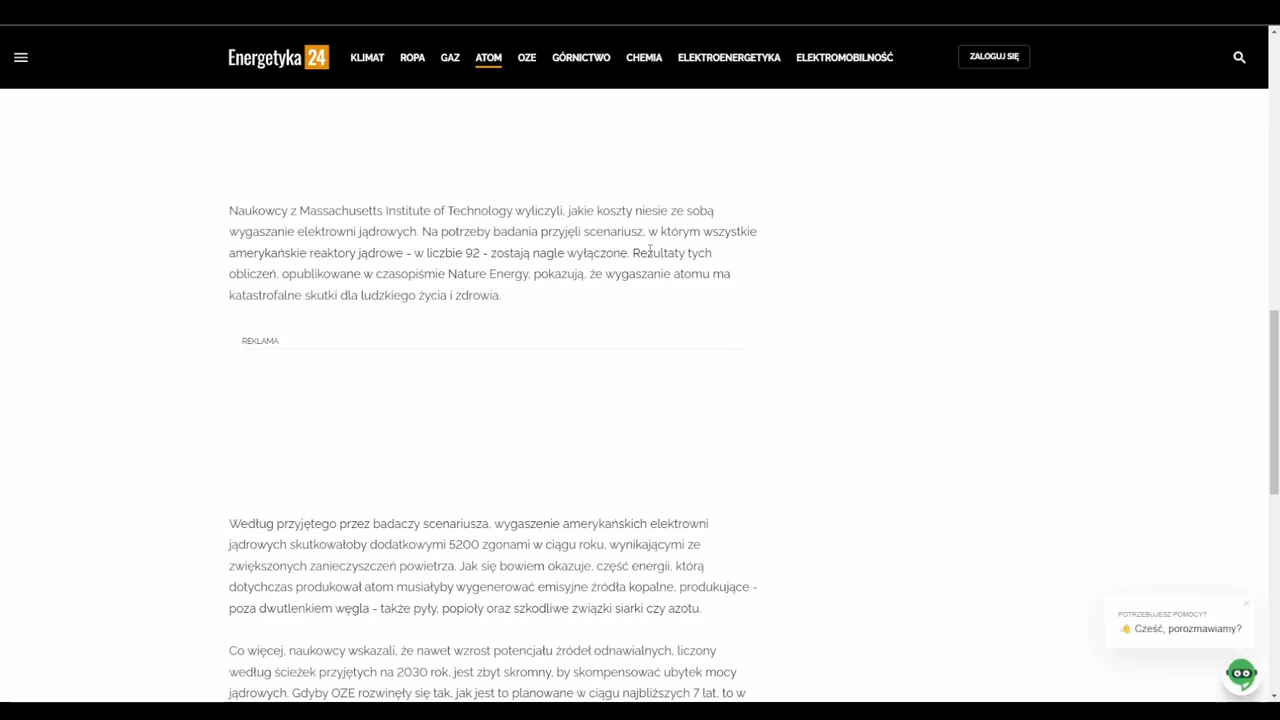 Energetyka 24 KLIMAT ROPA GAZ ATOM OZE GÓRNICTWO CHEMIA ELEKTROENERGETYKA ELEKTROMOBILNOŚĆ ZALOGUJ SIĘ
Naukowcy z Massachusetts Institute of Technology wyliczyli, jakie koszty niesie ze sobą
wygaszanie elektrowni jądrowych. Na potrzeby badania przyjęli scenariusz, w którym wszystkie
amerykańskie reaktory jądrowe - w liczbie 92 - zostają nagle wyłączone. Rezultaty tych
obliczeń, opublikowane w czasopiśmie Nature Energy, pokazują, że wygaszanie atomu ma
katastrofalne skutki dla ludzkiego życia i zdrowia.
REKLAMA
Według przyjętego przez badaczy scenariusza, wygaszenie amerykańskich elektrowni
jądrowych skutkowałoby dodatkowymi 5200 zgonami w ciągu roku, wynikającymi ze
zwiększonych zanieczyszczeń powietrza. Jak się bowiem okazuje, część energii, którą
dotychczas produkował atom musiałyby wygenerować emisyjne źródła kopalne, produkujące -
poza dwutlenkiem węgla - także pyły, popioły oraz szkodliwe związki siarki czy azotu.
Co więcej, naukowcy wskazali, że nawet wzrost potencjału źródeł odnawialnych, liczony
według ścieżek przyjętych na 2030 rok, jest zbyt skromny, by skompensować ubytek mocy
jądrowych. Gdyby OZE rozwinęły się tak, jak jest to planowane w ciągu najbliższych 7 lat, to w
POTRZEBUJESZ POMOCY?
👋 Cześć, porozmawiamy?